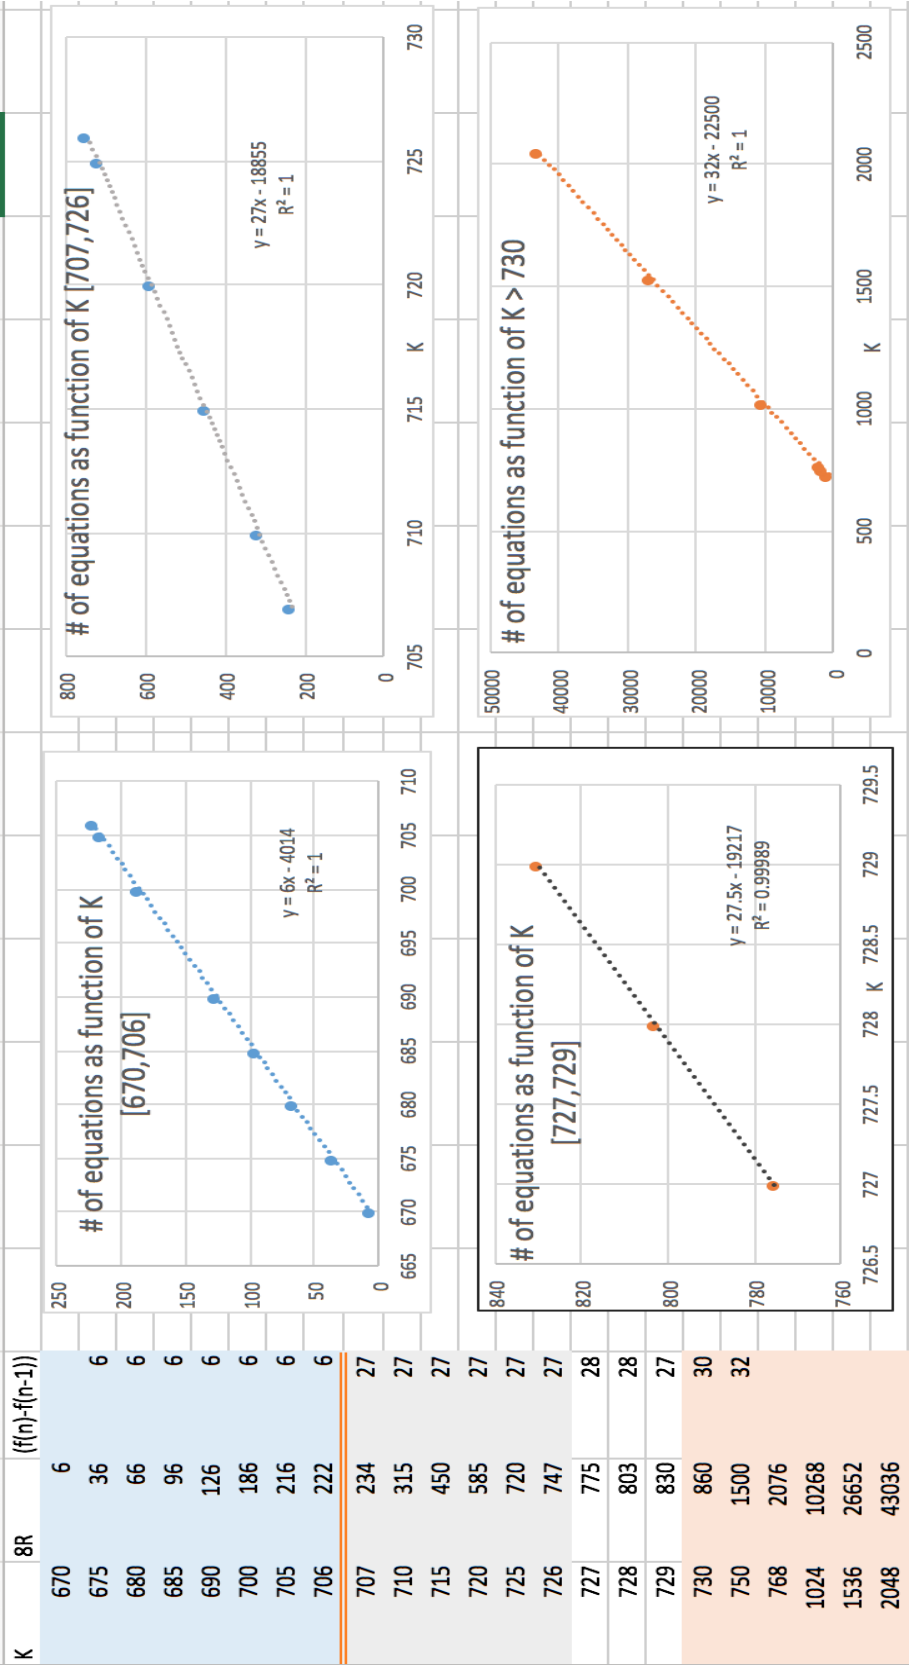 K 8R (f(n)-f(n-1))
670 6
675 36 6
680 66 6
685 96 6
690 126 6
700 186 6
705 216 6
706 222 6
707 234 27
710 315 27
715 450 27
720 585 27
725 720 27
726 747 27
727 775 28
728 803 28
729 830 27
730 860 30
750 1500 32
768 2076
1024 10268
1536 26652
2048 43036
# of equations as function of K
[670,706]
250
200
150
100
50
0
y = 6x - 4014
R² = 1
665 670 675 680 685 690 695 700 705 710
# of equations as function of K [707,726]
800
600
400
200
0
y = 27x - 18855
R² = 1
705 710 715 720 725 730
K
# of equations as function of K
[727,729]
840
820
800
780
760
y = 27.5x - 19217
R² = 0.99989
726.5 727 727.5 728 728.5 729 729.5
K
# of equations as function of K > 730
50000
40000
30000
20000
10000
0
y = 32x - 22500
R² = 1
0 500 1000 1500 2000 2500
K